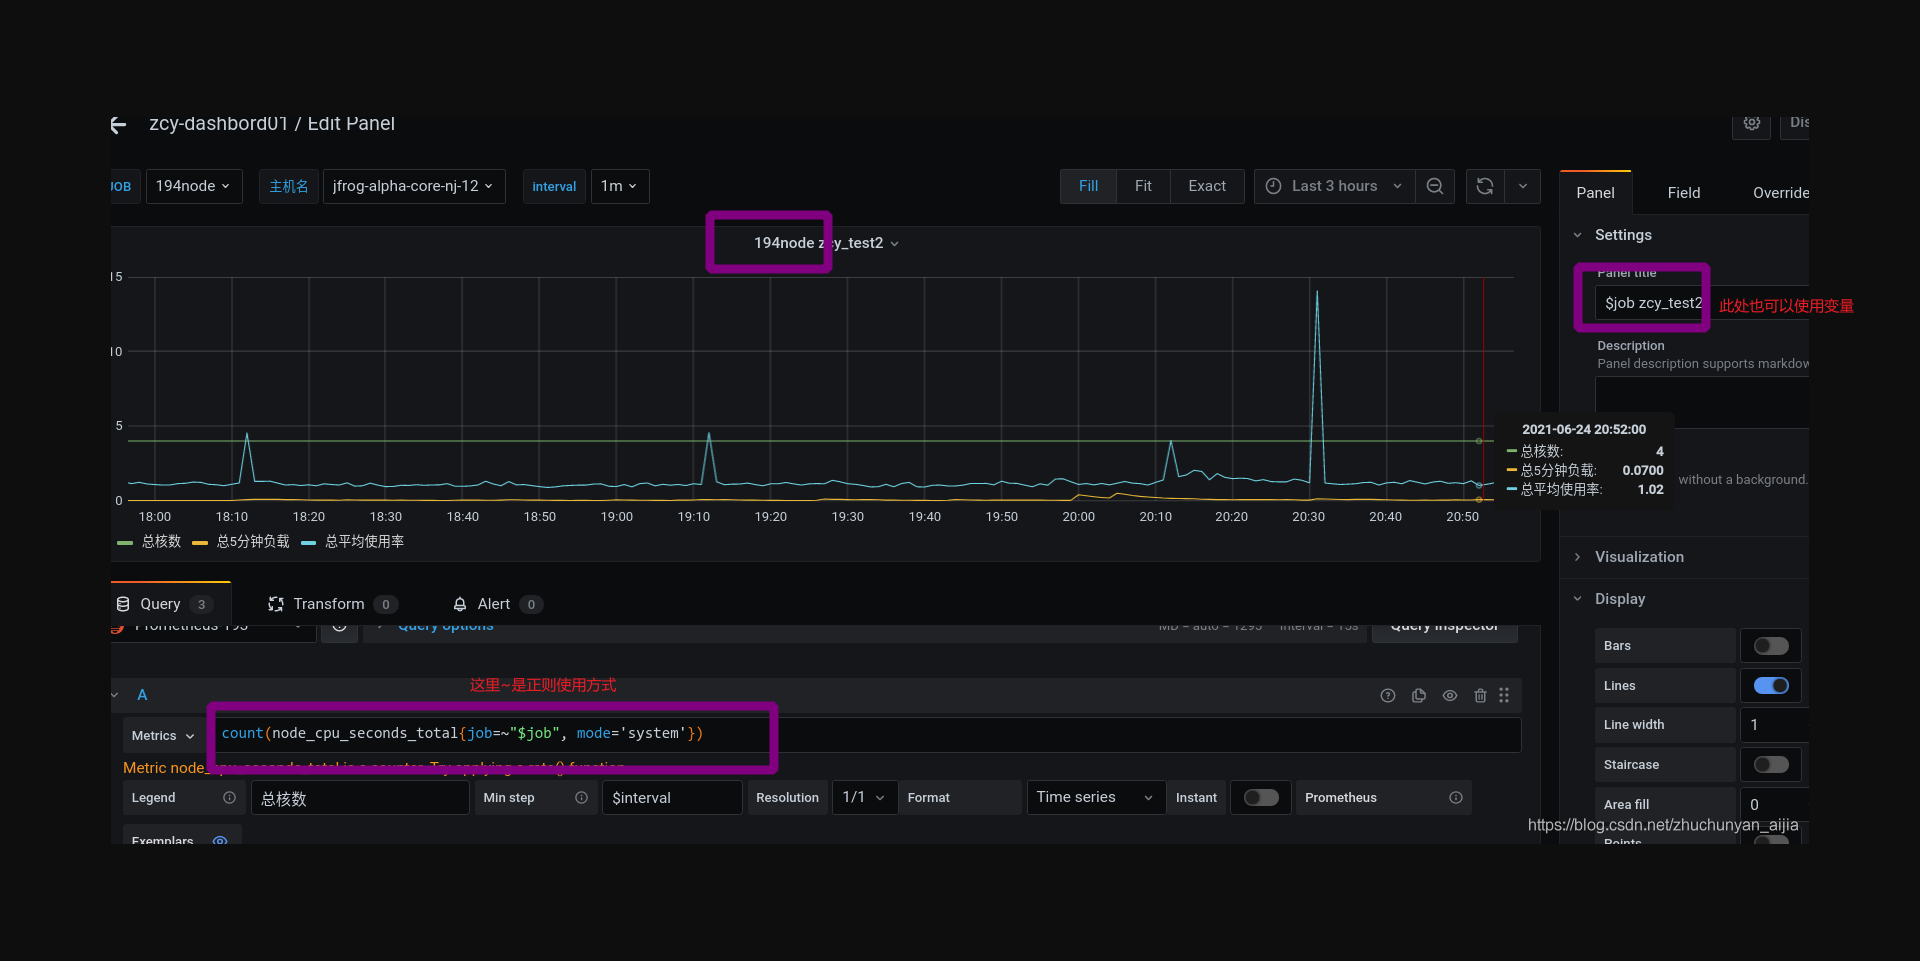 zcy-dashbord01 / Edit Panel
Dis
JOB 194node 主机名 jfrog-alpha-core-nj-12 interval 1m Fill Fit Exact Last 3 hours
Panel Field Override
194node zcy_test2
Settings
Panel title
$job zcy_test2 此处也可以使用变量
Description
Panel description supports markdow
15
10
5
0
18:00 18:10 18:20 18:30 18:40 18:50 19:00 19:10 19:20 19:30 19:40 19:50 20:00 20:10 20:20 20:30 20:40 20:50
总核数 总5分钟负载 总平均使用率
2021-06-24 20:52:00
总核数: 4
总5分钟负载: 0.0700
总平均使用率: 1.02
without a background.
Visualization
Display
Bars
Lines
Line width 1
Staircase
Area fill 0
Points
Query 3 Transform 0 Alert 0
Prometheus-193 Query options MD = auto = 1293 Interval = 15s Query inspector
A 这里~是正则使用方式
Metrics count(node_cpu_seconds_total{job=~"$job", mode='system'})
Metric node_cpu_seconds_total is a counter. Try applying a rate() function.
Legend 总核数 Min step $interval Resolution 1/1 Format Time series Instant Prometheus
Exemplars
https://blog.csdn.net/zhuchunyan_aijia